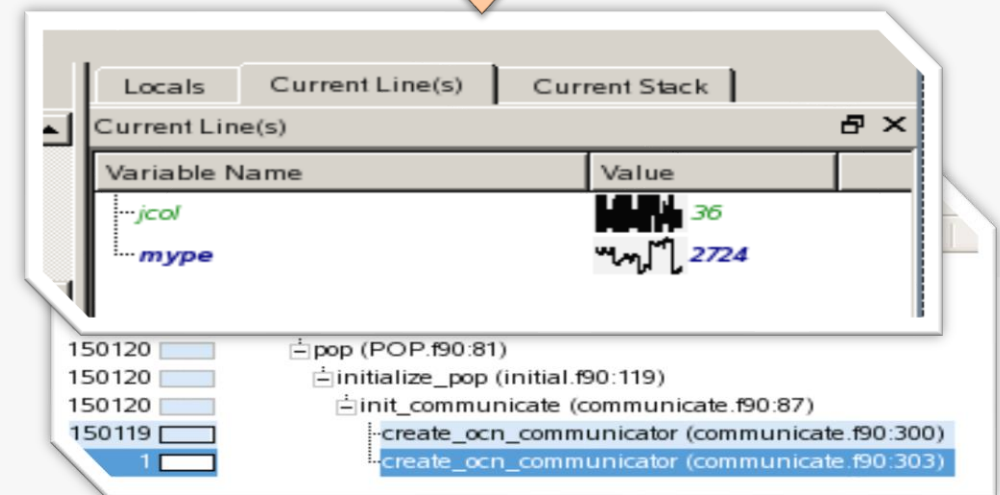 Locals Current Line(s) Current Stack
Current Line(s)
Variable Name Value
jcol 36
mype 2724
150120 pop (POP.f90:81)
150120 initialize_pop (initial.f90:119)
150120 init_communicate (communicate.f90:87)
150119 create_ocn_communicator (communicate.f90:300)
1 create_ocn_communicator (communicate.f90:303)